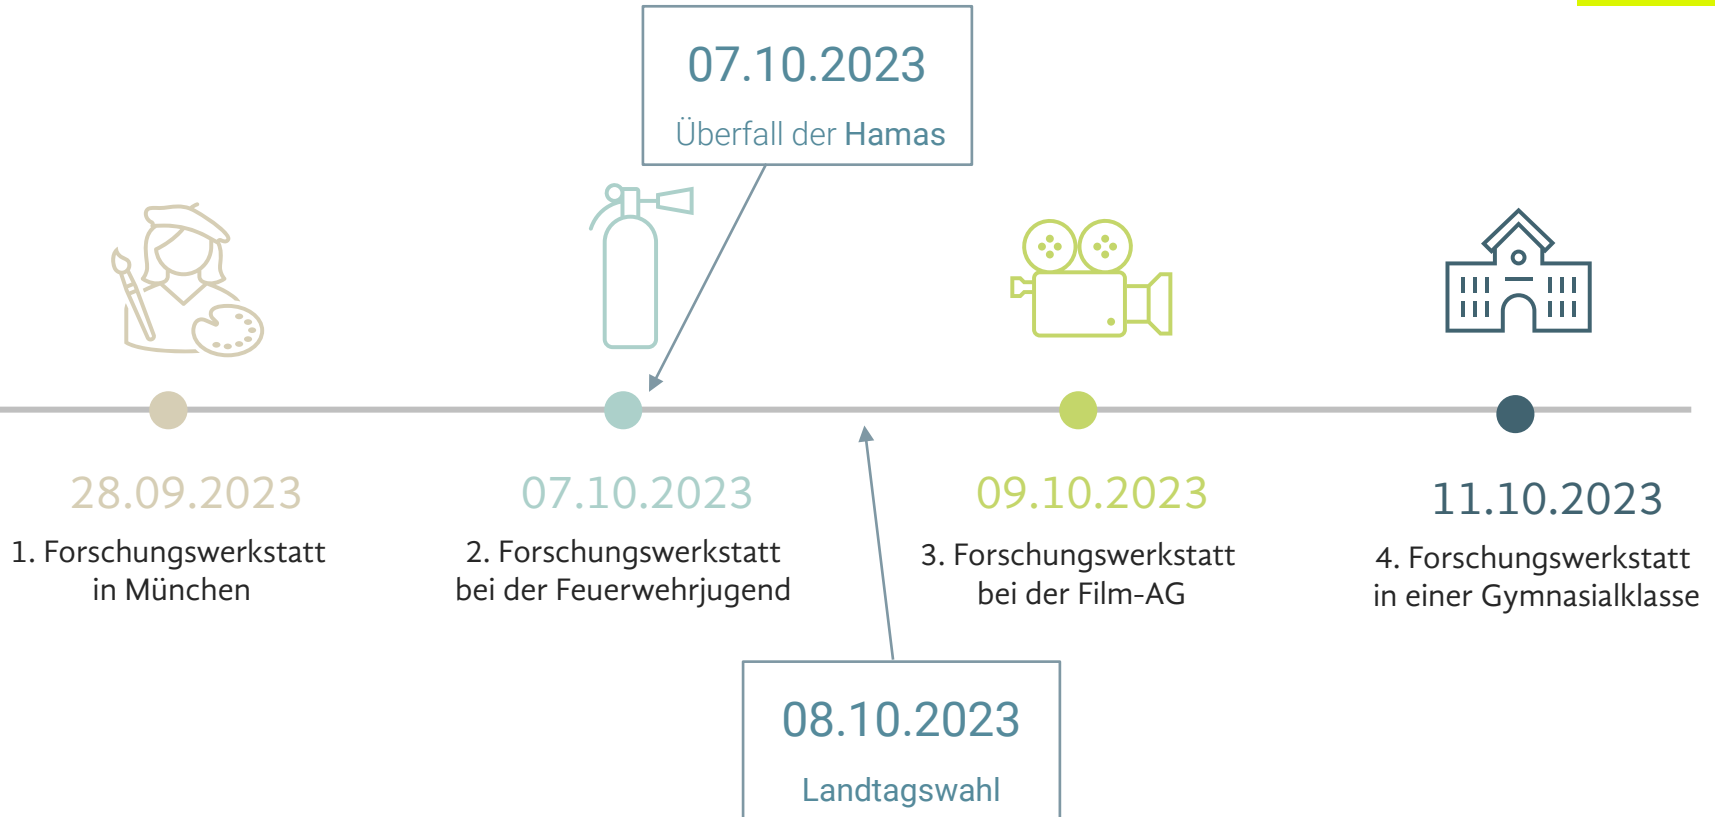 07.10.2023
Überfall der Hamas
28.09.2023
1. Forschungswerkstatt
in München
07.10.2023
2. Forschungswerkstatt
bei der Feuerwehrjugend
09.10.2023
3. Forschungswerkstatt
bei der Film-AG
11.10.2023
4. Forschungswerkstatt
in einer Gymnasialklasse
08.10.2023
Landtagswahl